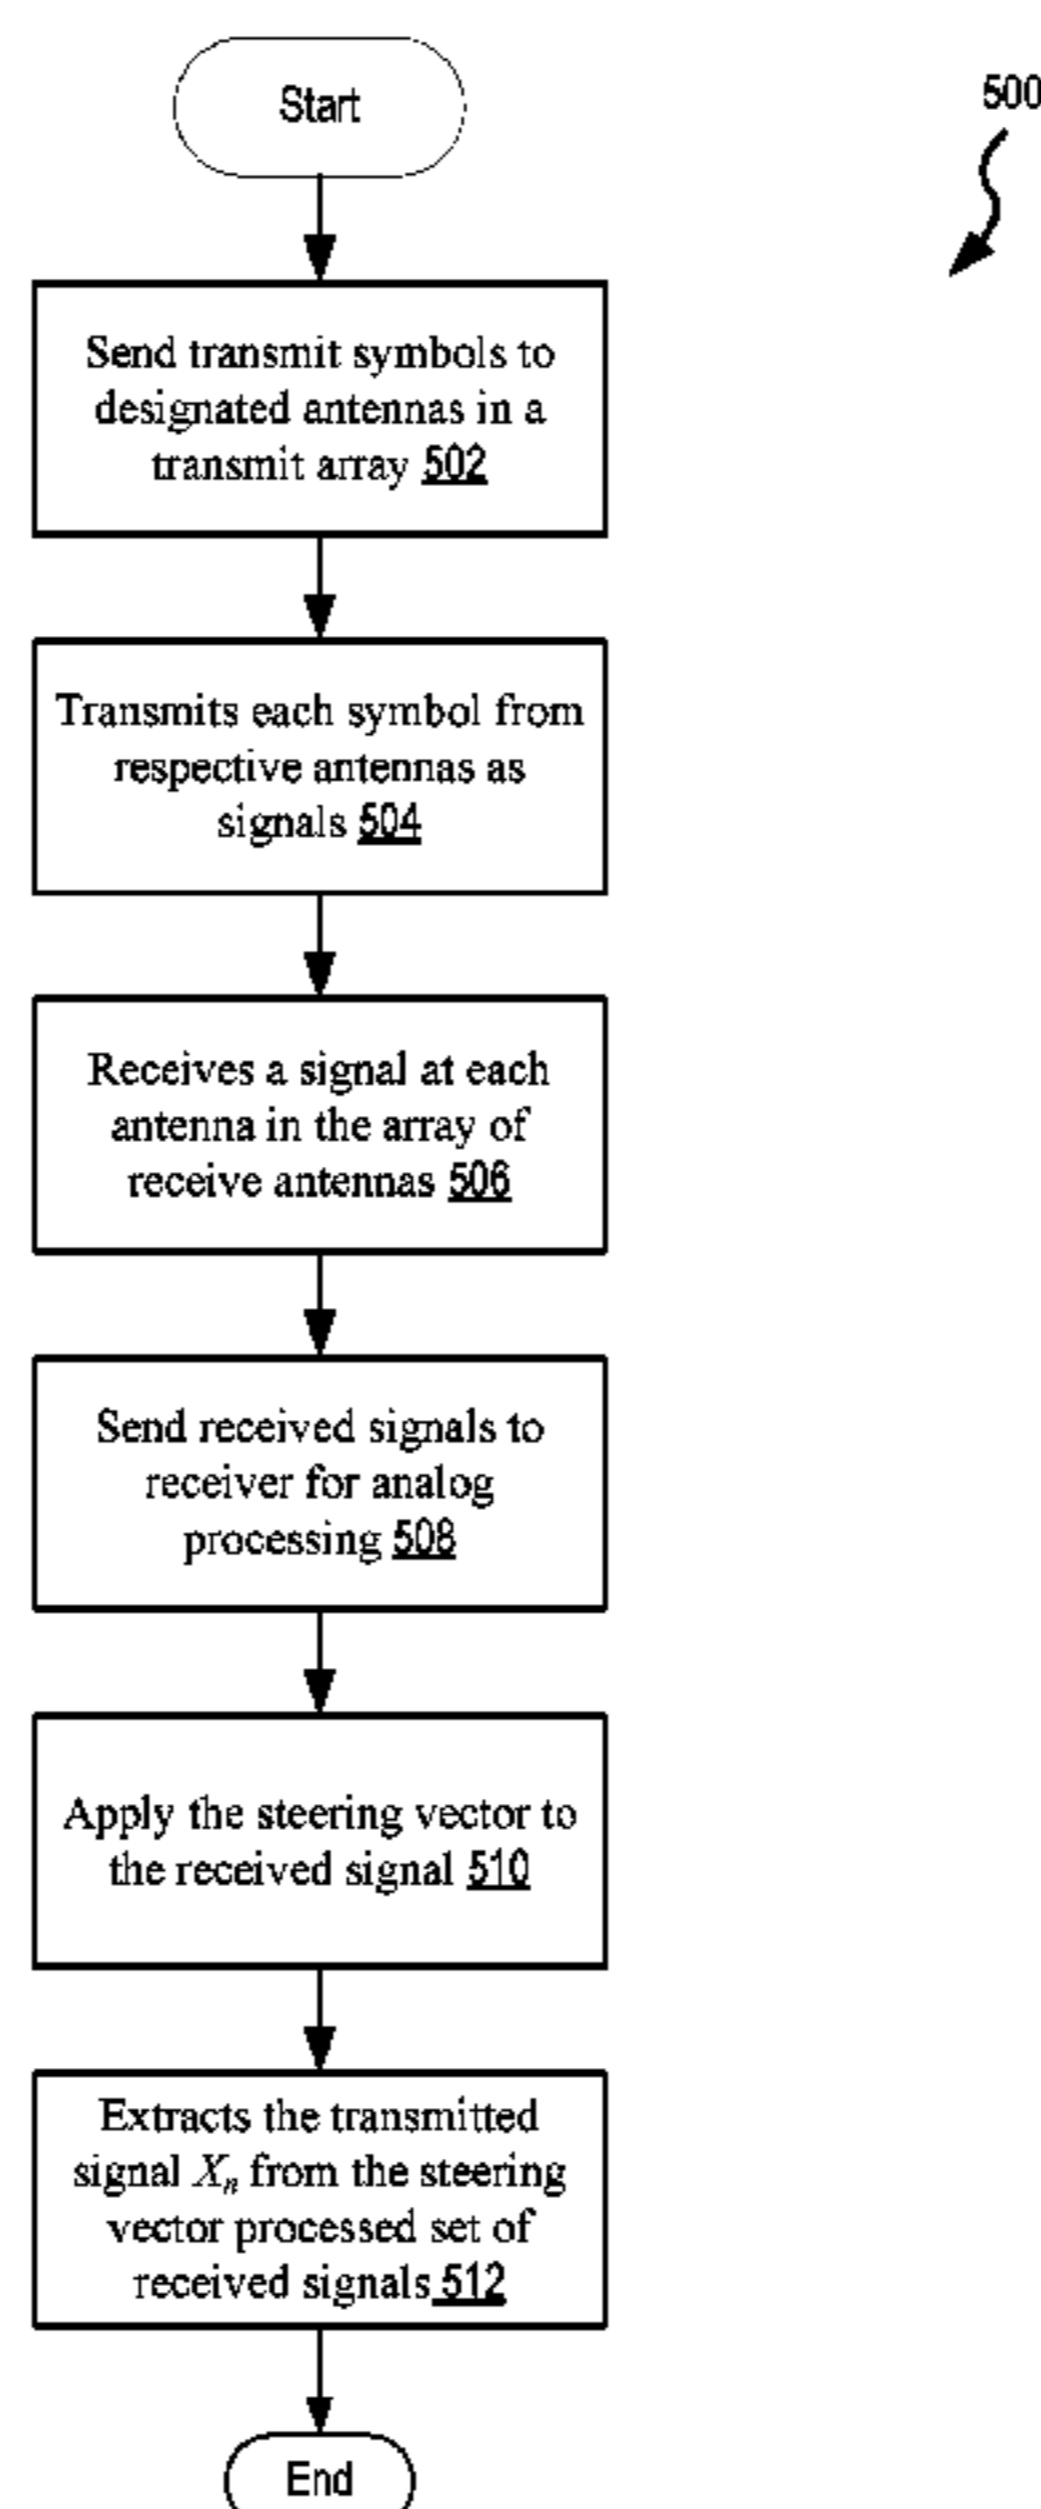 Start
500
Send transmit symbols to
designated antennas in a
transmit array 502
Transmits each symbol from
respective antennas as
signals 504
Receives a signal at each
antenna in the array of
receive antennas 506
Send received signals to
receiver for analog
processing 508
Apply the steering vector to
the received signal 510
Extracts the transmitted
signal Xn from the steering
vector processed set of
received signals 512
End